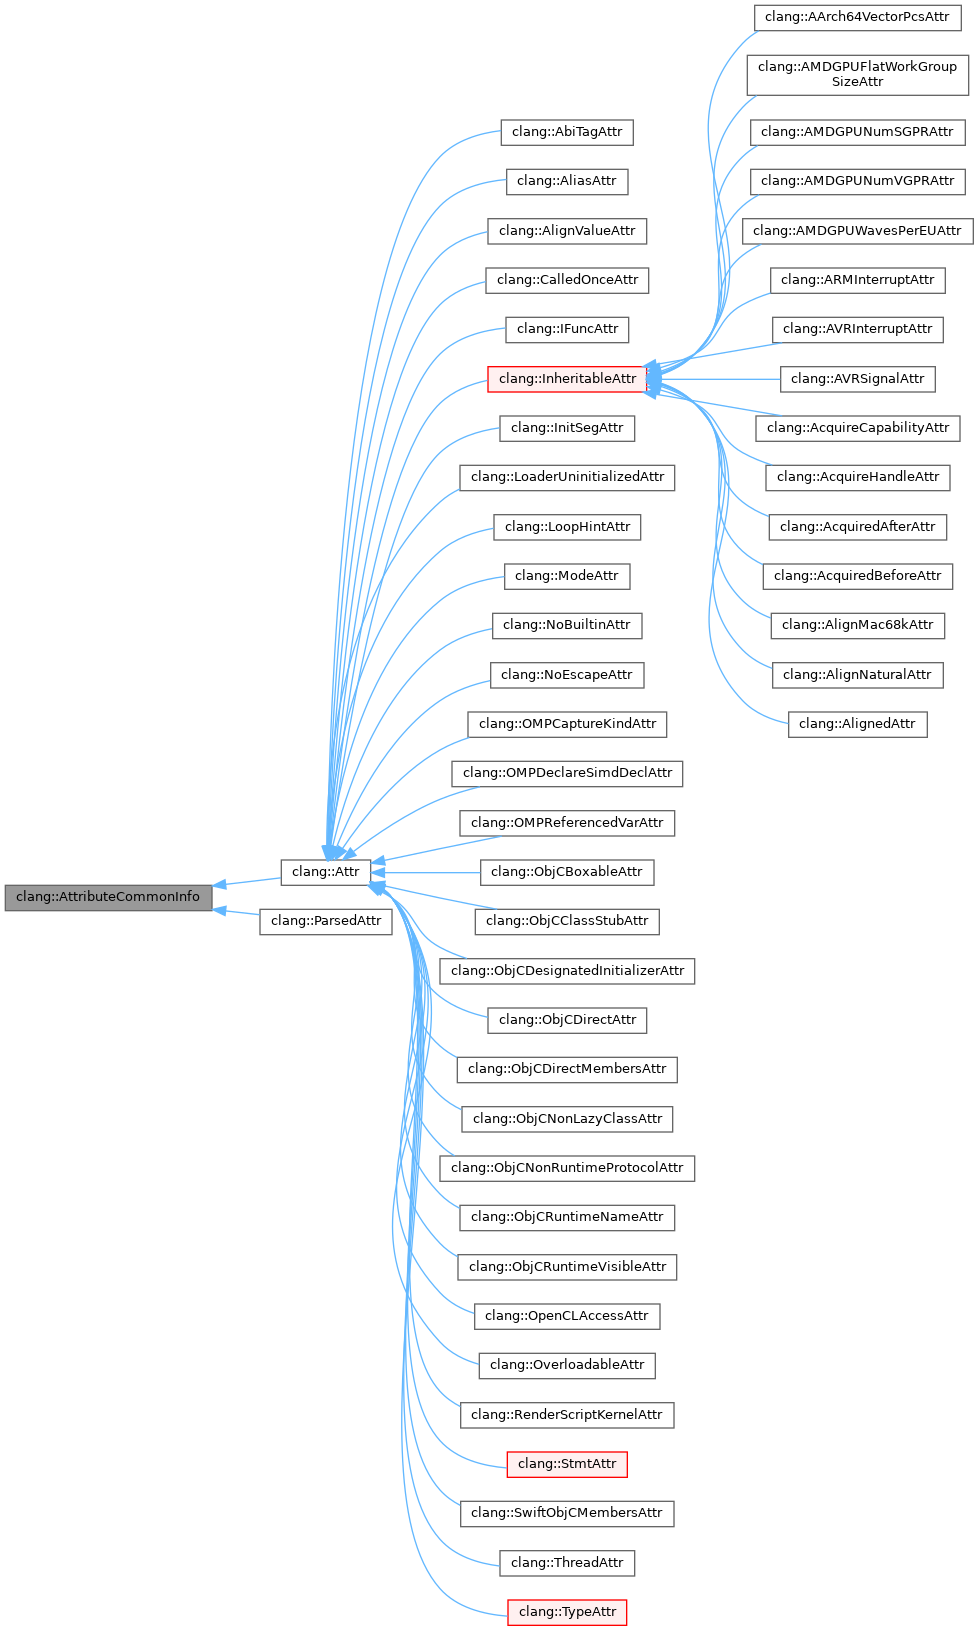 clang::AArch64VectorPcsAttr
clang::AMDGPUFlatWorkGroup
SizeAttr
clang::AbiTagAttr
clang::AMDGPUNumSGPRAttr
clang::AliasAttr
clang::AMDGPUNumVGPRAttr
clang::AlignValueAttr
clang::AMDGPUWavesPerEUAttr
clang::CalledOnceAttr
clang::ARMInterruptAttr
clang::IFuncAttr
clang::AVRInterruptAttr
clang::InheritableAttr
clang::AVRSignalAttr
clang::InitSegAttr
clang::AcquireCapabilityAttr
clang::LoaderUninitializedAttr
clang::AcquireHandleAttr
clang::LoopHintAttr
clang::AcquiredAfterAttr
clang::ModeAttr
clang::AcquiredBeforeAttr
clang::NoBuiltinAttr
clang::AlignMac68kAttr
clang::NoEscapeAttr
clang::AlignNaturalAttr
clang::OMPCaptureKindAttr
clang::AlignedAttr
clang::OMPDeclareSimdDeclAttr
clang::OMPReferencedVarAttr
clang::Attr
clang::ObjCBoxableAttr
clang::AttributeCommonInfo
clang::ParsedAttr
clang::ObjCClassStubAttr
clang::ObjCDesignatedInitializerAttr
clang::ObjCDirectAttr
clang::ObjCDirectMembersAttr
clang::ObjCNonLazyClassAttr
clang::ObjCNonRuntimeProtocolAttr
clang::ObjCRuntimeNameAttr
clang::ObjCRuntimeVisibleAttr
clang::OpenCLAccessAttr
clang::OverloadableAttr
clang::RenderScriptKernelAttr
clang::StmtAttr
clang::SwiftObjCMembersAttr
clang::ThreadAttr
clang::TypeAttr